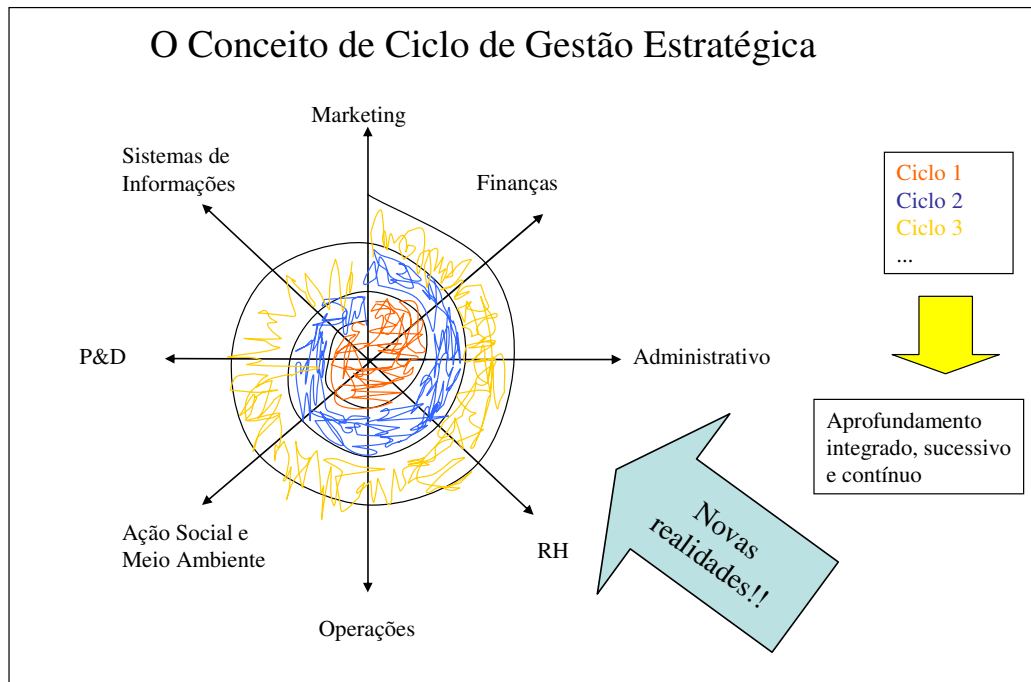 O Conceito de Ciclo de Gestão Estratégica
Marketing
Sistemas de
Informações
Finanças
Ciclo 1
Ciclo 2
Ciclo 3
...
P&D
Administrativo
Aprofundamento
integrado, sucessivo
e contínuo
Novas
realidades!!
Ação Social e
Meio Ambiente
RH
Operações